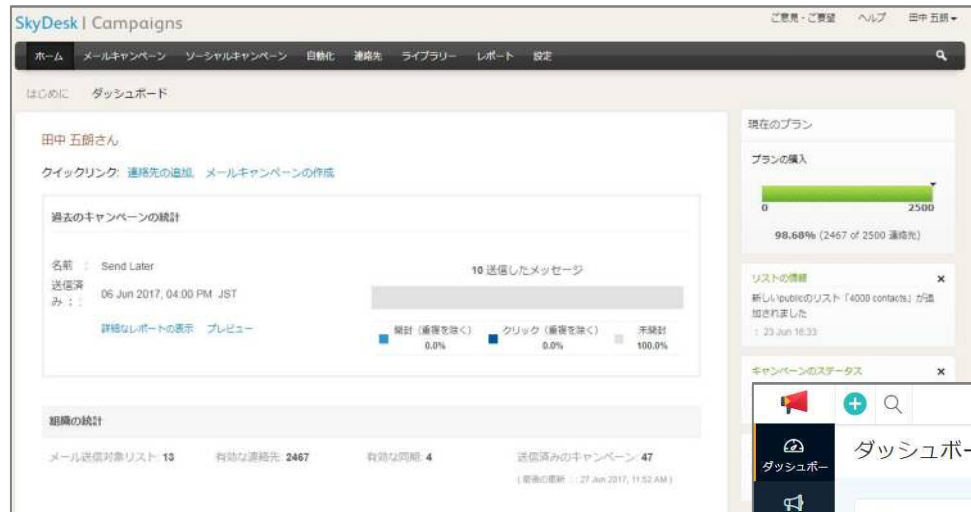 SkyDesk | Campaigns
ご意見・ご要望 ヘルプ 田中 五朗
ホーム メールキャンペーン ソーシャルキャンペーン 自動化 連絡先 ライブラリー レポート 設定
はじめに ダッシュボード
田中 五朗さん
クイックリンク: 連絡先の追加, メールキャンペーンの作成
過去のキャンペーンの統計
名前 : Send Later
送信済み : : 06 Jun 2017, 04:00 PM JST
詳細なレポートの表示 プレビュー
10 送信したメッセージ
開封（重複を除く） 0.0%
クリック（重複を除く） 0.0%
未開封 100.0%
組織の統計
メール送信対象リスト: 13 有効な連絡先: 2467 有効な同期: 4 送信済みのキャンペーン: 47
( 最後の更新 : : 27 Jun 2017, 11:52 AM )
現在のプラン
プランの購入
0 2500
98.68% (2467 of 2500 連絡先)
リストの情報
新しいpublicのリスト「4000 contacts」が追加されました
: 23 Jun 16:33
キャンペーンのステータス
ダッシュボー
ダッシュボー